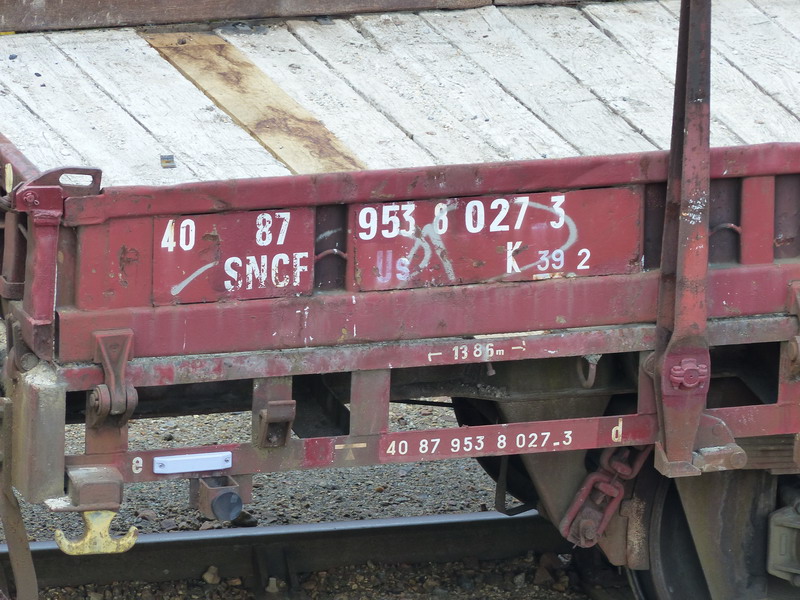 40 87 953 8 027 3
SNCF Us K 39 2
←1386m→
40 87 953 8 027-3 d
e